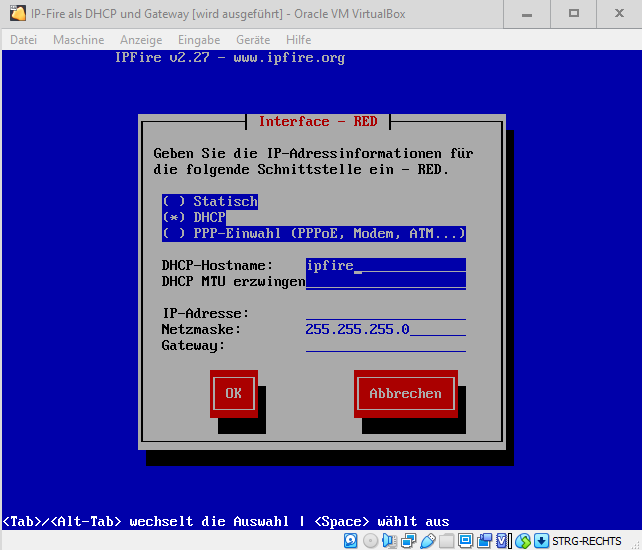 IP-Fire als DHCP und Gateway [wird ausgeführt] - Oracle VM VirtualBox
Datei Maschine Anzeige Eingabe Geräte Hilfe
IPFire v2.27 - www.ipfire.org
Interface - RED
Geben Sie die IP-Adressinformationen für
die folgende Schnittstelle ein - RED.
( ) Statisch
(*) DHCP
( ) PPP-Einwahl (PPPoE, Modem, ATM...)
DHCP-Hostname: ipfire
DHCP MTU erzwingen
IP-Adresse:
Netzmaske: 255.255.255.0
Gateway:
OK Abbrechen
<Tab>/<Alt-Tab> wechselt die Auswahl | <Space> wählt aus
STRG-RECHTS